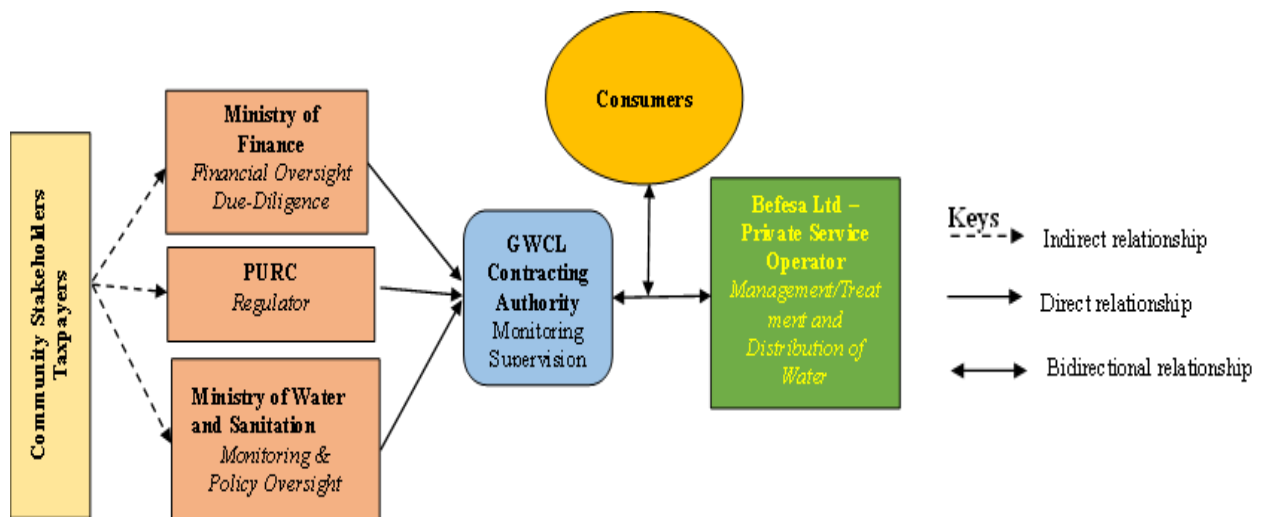 Community Stakeholders
Taxpayers
Ministry of
Finance
Financial Oversight
Due-Diligence
PURC
Regulator
Ministry of Water
and Sanitation
Monitoring &
Policy Oversight
GWCL
Contracting
Authority
Monitoring
Supervision
Consumers
Befesa Ltd –
Private Service
Operator
Management/Treat
ment and
Distribution of
Water
Keys
Indirect relationship
Direct relationship
Bidirectional relationship